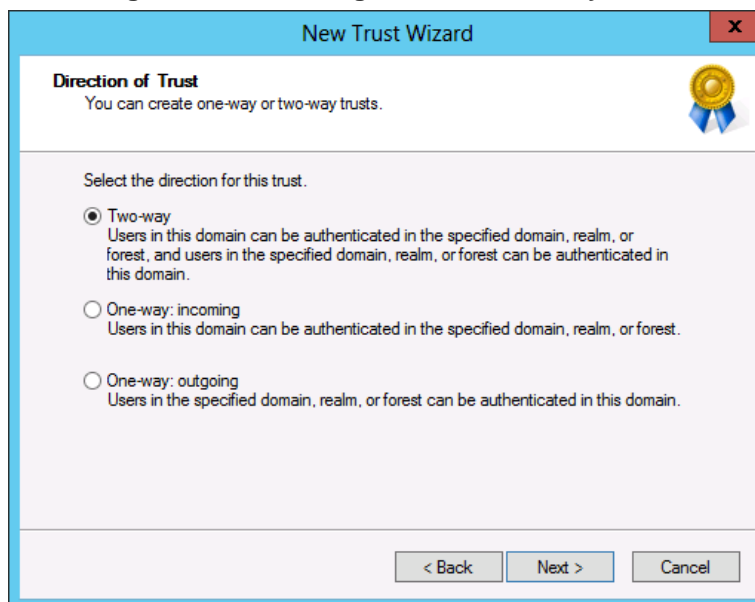 New Trust Wizard
x
Direction of Trust
You can create one-way or two-way trusts.
Select the direction for this trust.
Two-way
Users in this domain can be authenticated in the specified domain, realm, or
forest, and users in the specified domain, realm, or forest can be authenticated in
this domain.
One-way: incoming
Users in this domain can be authenticated in the specified domain, realm, or forest.
One-way: outgoing
Users in the specified domain, realm, or forest can be authenticated in this domain.
< Back Next > Cancel